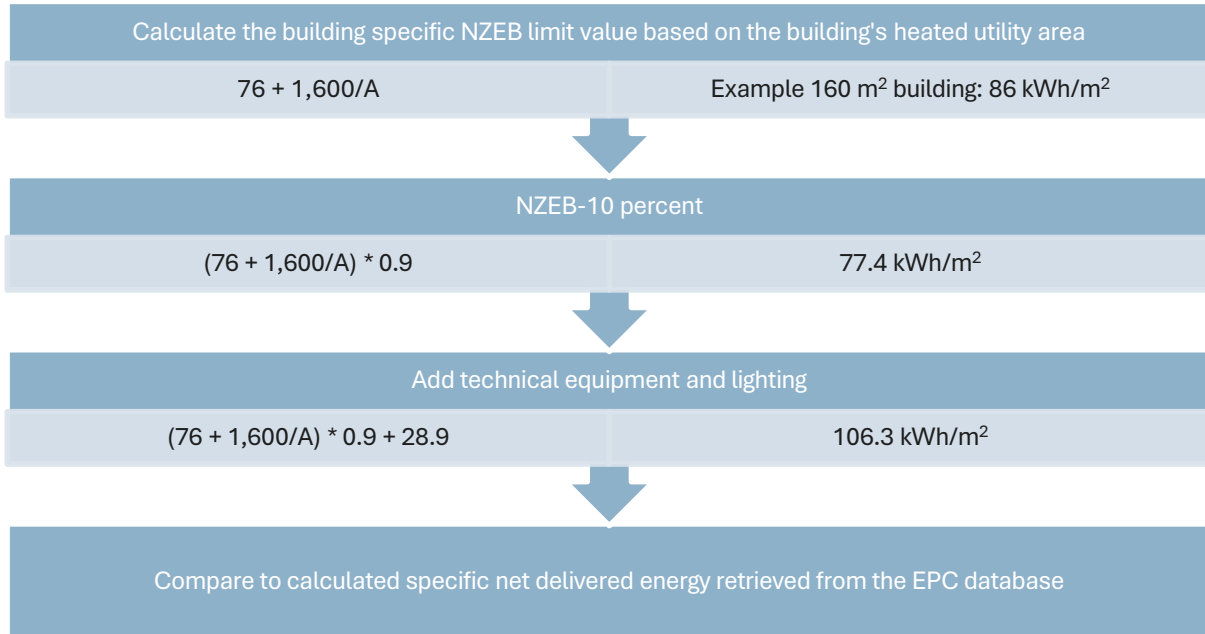 Calculate the building specific NZEB limit value based on the building's heated utility area
76 + 1,600/A
Example 160 m² building: 86 kWh/m²
NZEB-10 percent
(76 + 1,600/A) * 0.9
77.4 kWh/m²
Add technical equipment and lighting
(76 + 1,600/A) * 0.9 + 28.9
106.3 kWh/m²
Compare to calculated specific net delivered energy retrieved from the EPC database